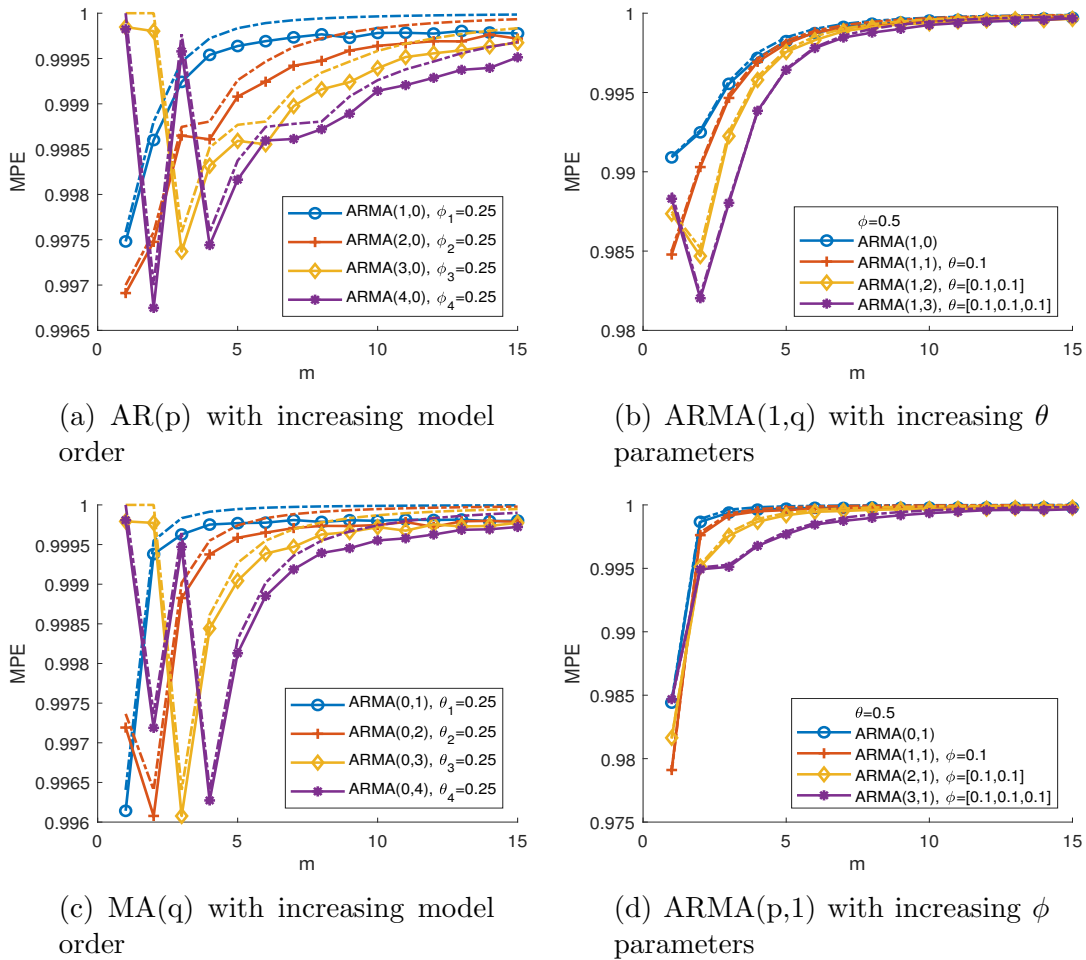 1
0.9995
0.999
0.9985
0.998
0.9975
0.997
0.9965
MPE
0
5
10
15
m
ARMA(1,0), ϕ1=0.25
ARMA(2,0), ϕ2=0.25
ARMA(3,0), ϕ3=0.25
ARMA(4,0), ϕ4=0.25
(a) AR(p) with increasing model
order
1
0.995
0.99
0.985
0.98
MPE
0
5
10
15
m
ϕ=0.5
ARMA(1,0)
ARMA(1,1), θ=0.1
ARMA(1,2), θ=[0.1,0.1]
ARMA(1,3), θ=[0.1,0.1,0.1]
(b) ARMA(1,q) with increasing θ
parameters
1
0.9995
0.999
0.9985
0.998
0.9975
0.997
0.9965
0.996
MPE
0
5
10
15
m
ARMA(0,1), θ1=0.25
ARMA(0,2), θ2=0.25
ARMA(0,3), θ3=0.25
ARMA(0,4), θ4=0.25
(c) MA(q) with increasing model
order
1
0.995
0.99
0.985
0.98
0.975
MPE
0
5
10
15
m
θ=0.5
ARMA(0,1)
ARMA(1,1), ϕ=0.1
ARMA(2,1), ϕ=[0.1,0.1]
ARMA(3,1), ϕ=[0.1,0.1,0.1]
(d) ARMA(p,1) with increasing ϕ
parameters